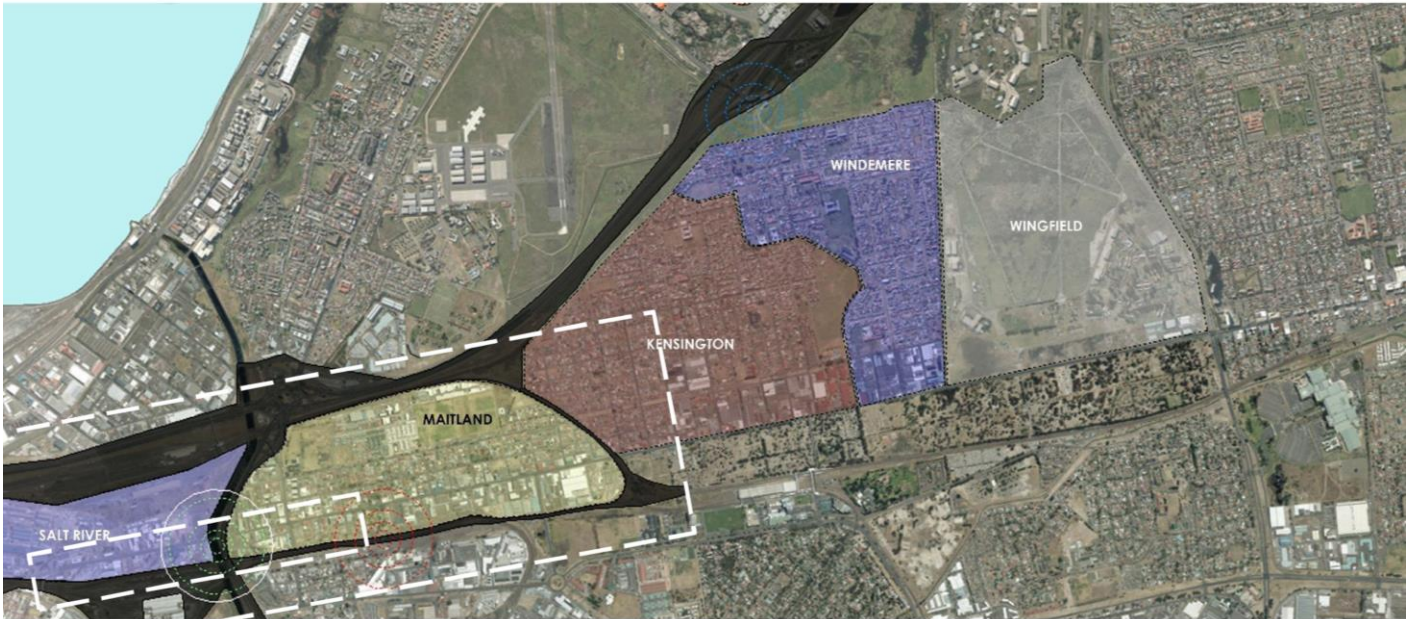 WINDEMERE
WINGFIELD
KENSINGTON
MAITLAND
SALT RIVER